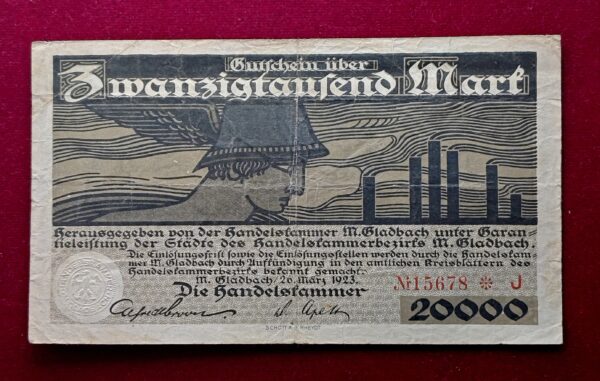 Gutschein über
Zwanzigtausend Mark
Herausgegeben von der Handelskammer M. Gladbach unter Garan
tieleistung der Städte des Handelskammerbezirks M. Gladbach.
Die Einlösungsfrist sowie die Einlösungsstellen werden durch die Handelskam
mer M. Gladbach durch Aufkündigung in den amtlichen Kreisblättern des
Handelskammerbezirks bekannt gemacht.
M. Gladbach, 26 März 1923.
Die Handelskammer
№15678 * J
20000